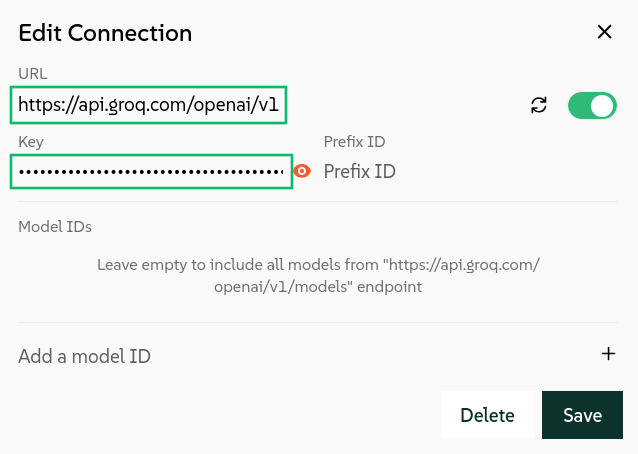 Edit Connection
URL
https://api.groq.com/openai/v1
Key
Prefix ID
••••••••••••••••••••••••••••••••••••••
Prefix ID
Model IDs
Leave empty to include all models from "https://api.groq.com/
openai/v1/models" endpoint
Add a model ID
Delete
Save